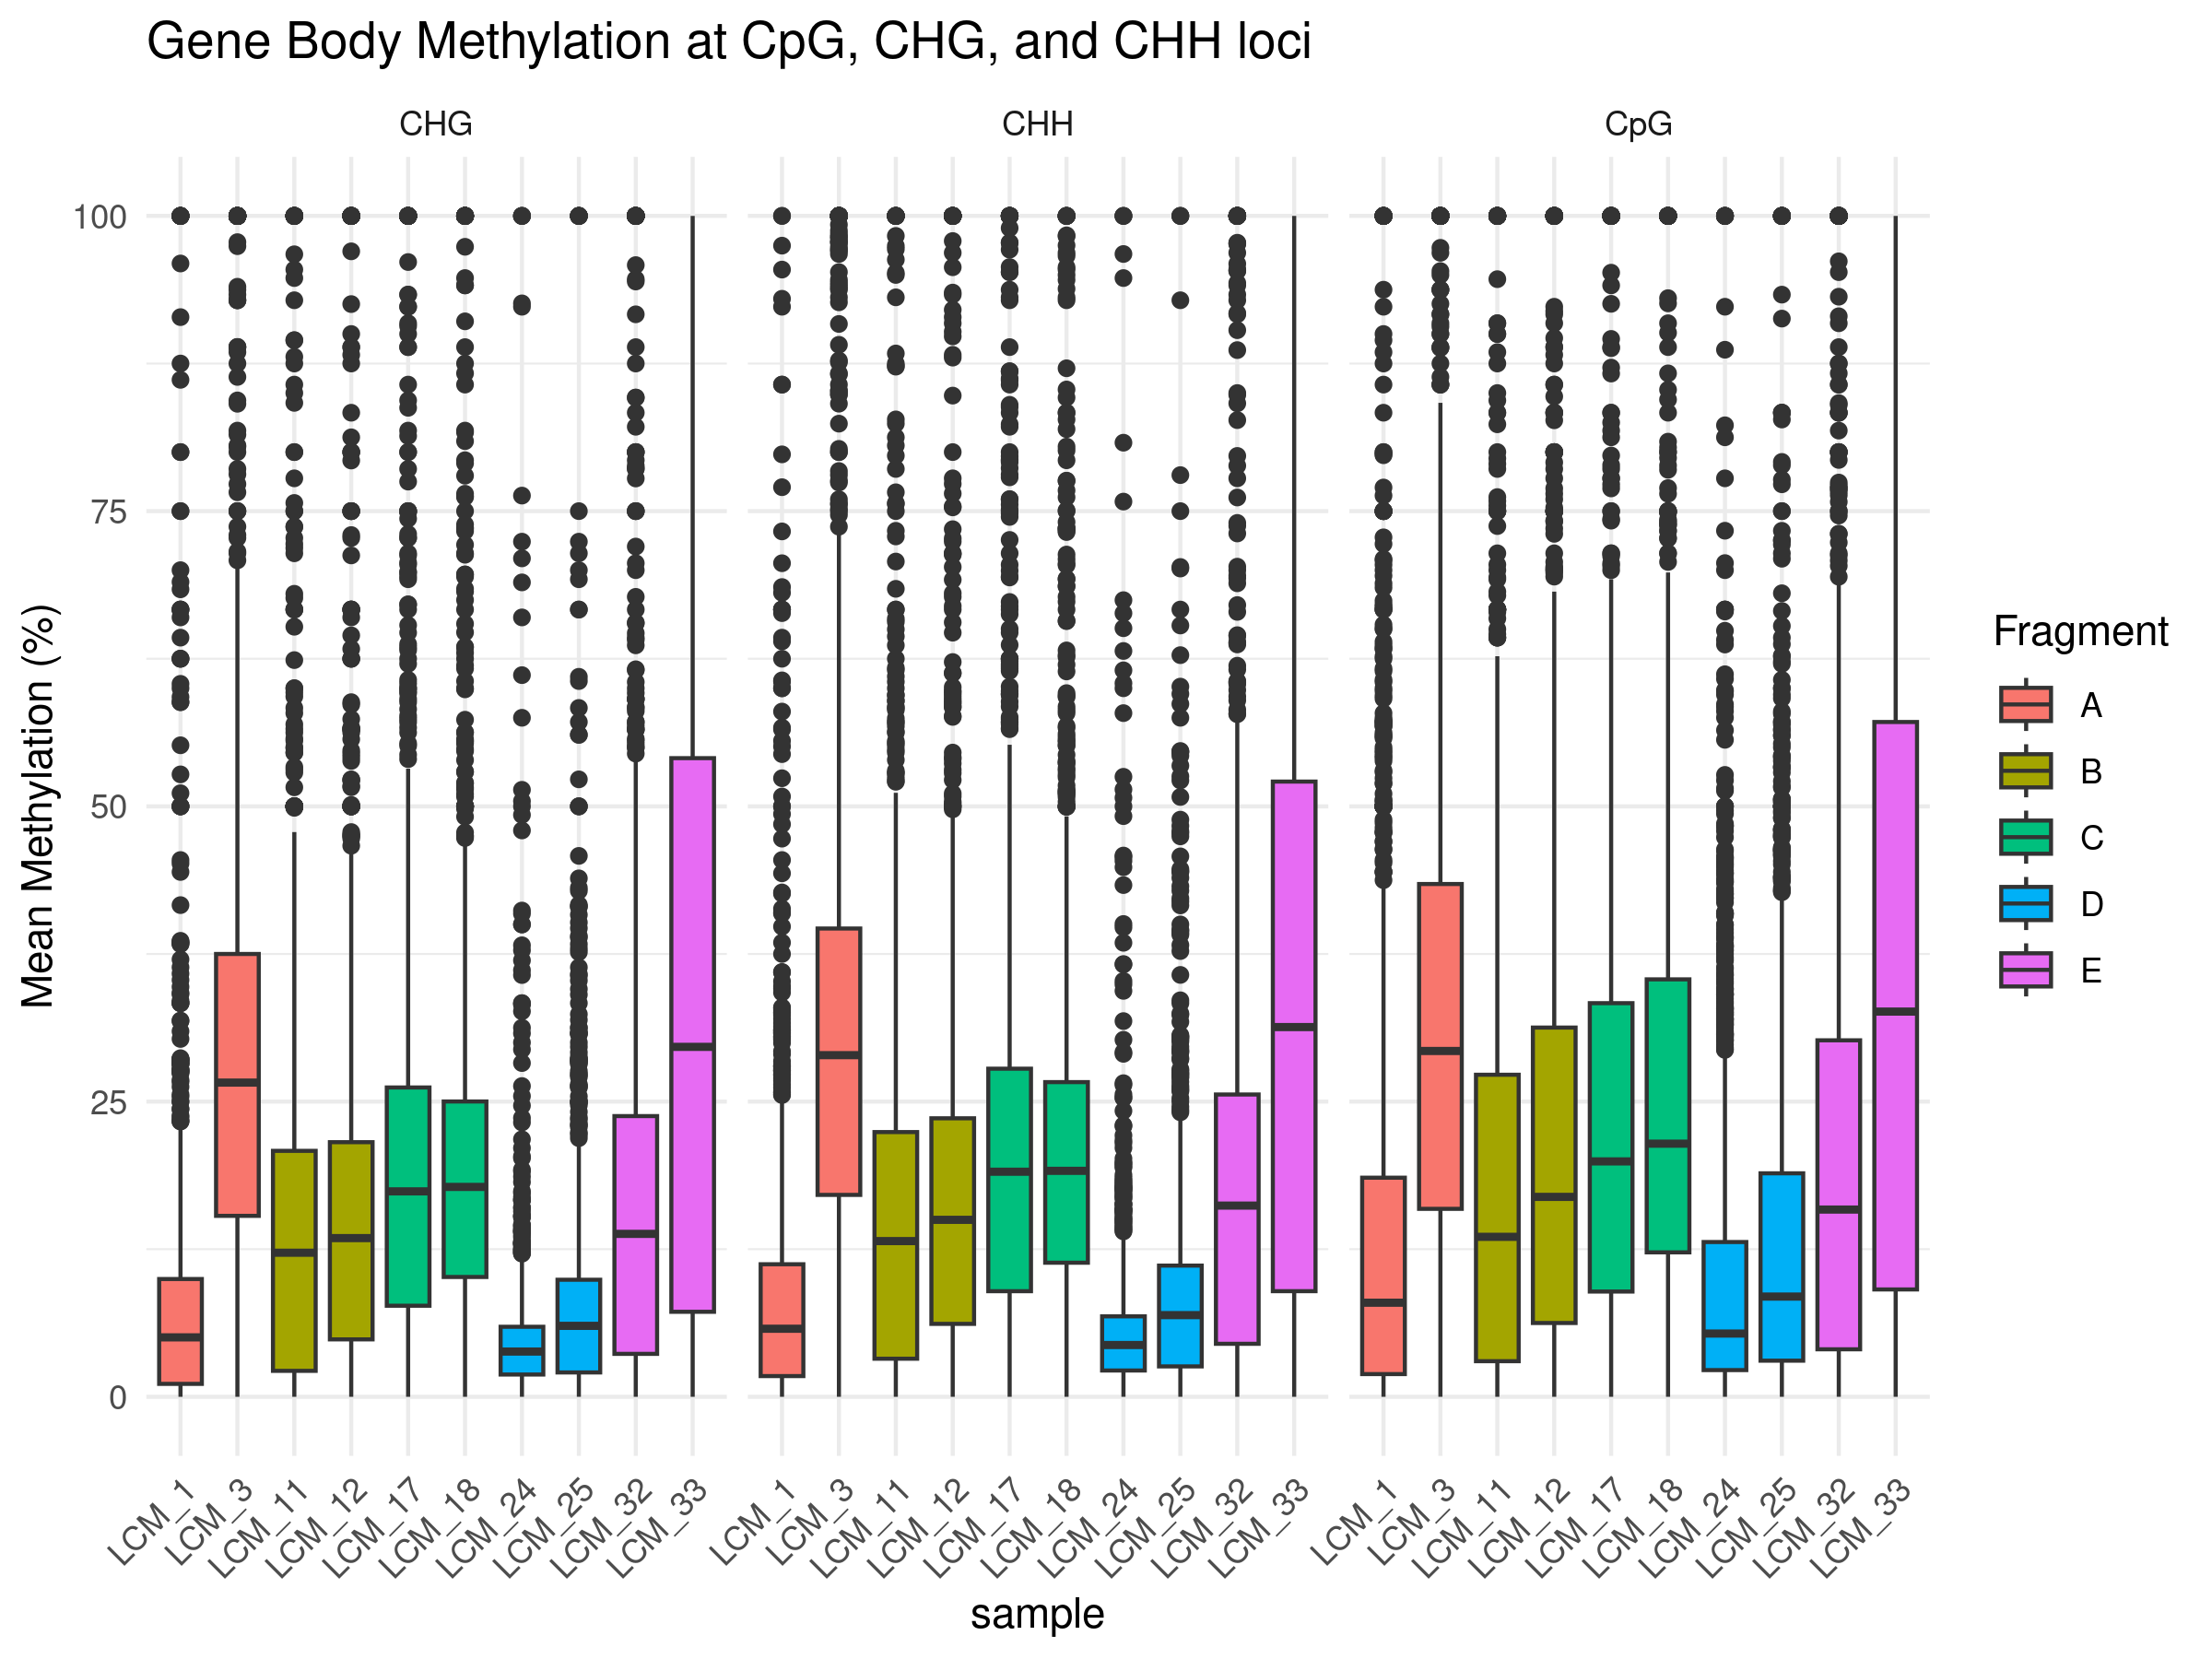 Gene Body Methylation at CpG, CHG, and CHH loci
CHG
CHH
CpG
Mean Methylation (%)
100
75
50
25
0
LCM_1
LCM_3
LCM_11
LCM_12
LCM_17
LCM_18
LCM_24
LCM_25
LCM_32
LCM_33
LCM_1
LCM_3
LCM_11
LCM_12
LCM_17
LCM_18
LCM_24
LCM_25
LCM_32
LCM_33
LCM_1
LCM_3
LCM_11
LCM_12
LCM_17
LCM_18
LCM_24
LCM_25
LCM_32
LCM_33
sample
Fragment
A
B
C
D
E